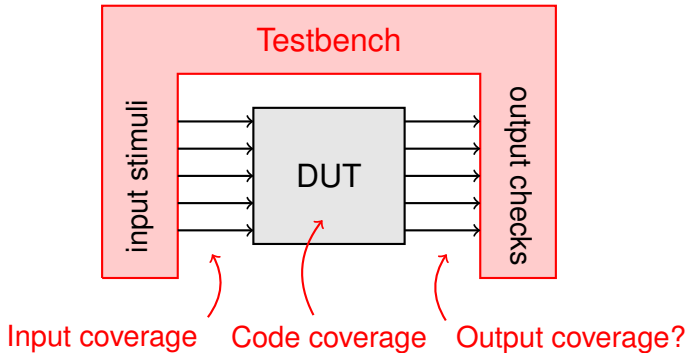 Testbench
input stimuli
DUT
output checks
Input coverage
Code coverage
Output coverage?